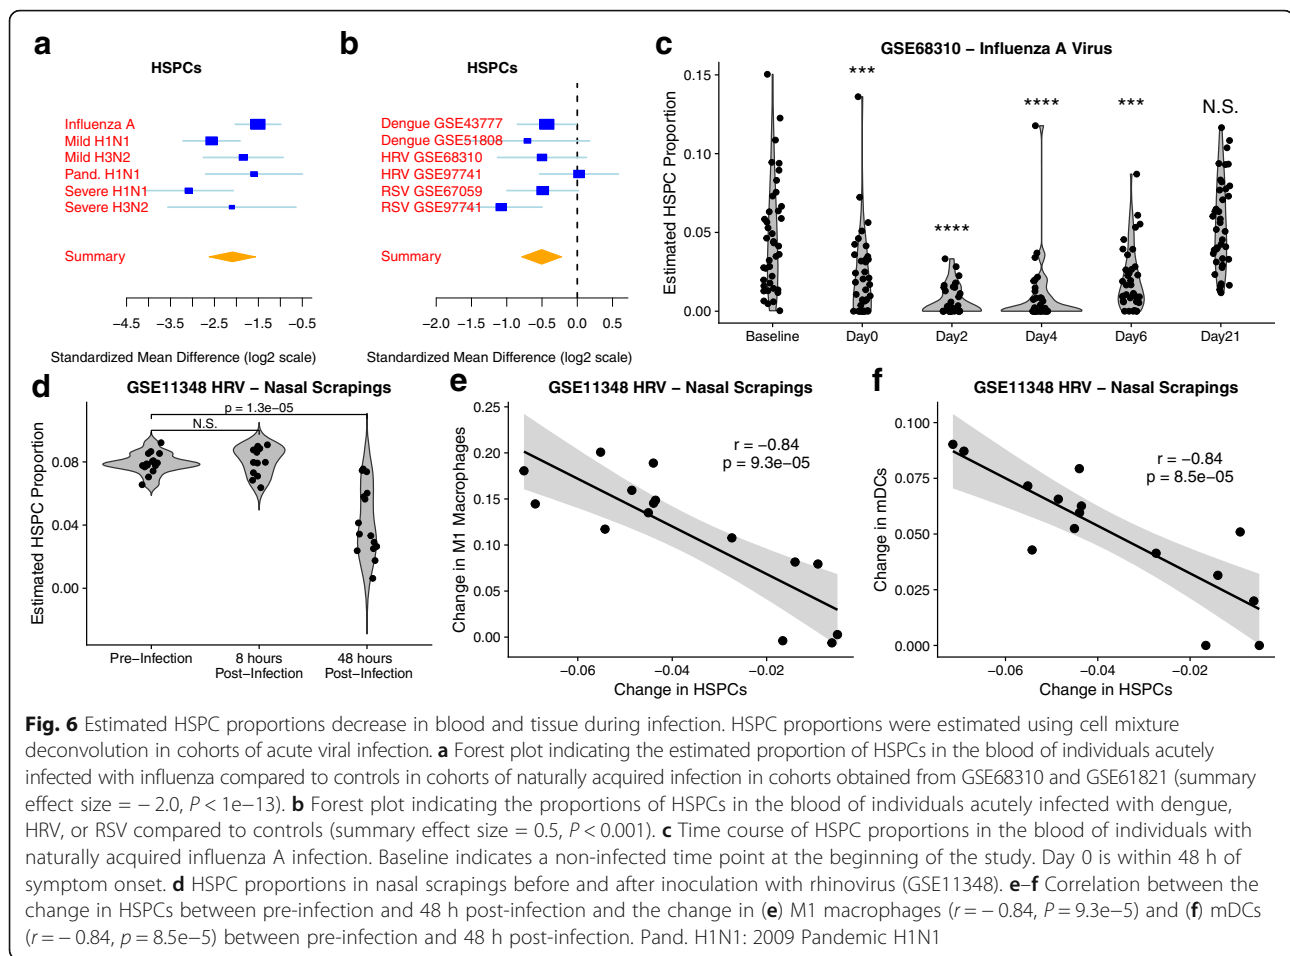 a
HSPCs
Influenza A
Mild H1N1
Mild H3N2
Pand. H1N1
Severe H1N1
Severe H3N2
Summary
−4.5 −3.5 −2.5 −1.5 −0.5
Standardized Mean Difference (log2 scale)
b
HSPCs
Dengue GSE43777
Dengue GSE51808
HRV GSE68310
HRV GSE97741
RSV GSE67059
RSV GSE97741
Summary
−2.0 −1.5 −1.0 −0.5 0.0 0.5
Standardized Mean Difference (log2 scale)
c
GSE68310 − Influenza A Virus
Estimated HSPC Proportion
0.15
0.10
0.05
0.00
*** **** **** *** N.S.
Baseline Day0 Day2 Day4 Day6 Day21
d
GSE11348 HRV − Nasal Scrapings
p = 1.3e−05
N.S.
Estimated HSPC Proportion
0.08
0.04
0.00
Pre−Infection 8 hours 48 hours
Post−Infection Post−Infection
e
GSE11348 HRV − Nasal Scrapings
r = −0.84
p = 9.3e−05
Change in M1 Macrophages
0.25
0.20
0.15
0.10
0.05
0.00
−0.06 −0.04 −0.02
Change in HSPCs
f
GSE11348 HRV − Nasal Scrapings
r = −0.84
p = 8.5e−05
Change in mDCs
0.100
0.075
0.050
0.025
0.000
−0.06 −0.04 −0.02
Change in HSPCs
Fig. 6 Estimated HSPC proportions decrease in blood and tissue during infection. HSPC proportions were estimated using cell mixture
deconvolution in cohorts of acute viral infection. a Forest plot indicating the estimated proportion of HSPCs in the blood of individuals acutely
infected with influenza compared to controls in cohorts of naturally acquired infection in cohorts obtained from GSE68310 and GSE61821 (summary
effect size = − 2.0, P < 1e−13). b Forest plot indicating the proportions of HSPCs in the blood of individuals acutely infected with dengue,
HRV, or RSV compared to controls (summary effect size = 0.5, P < 0.001). c Time course of HSPC proportions in the blood of individuals with
naturally acquired influenza A infection. Baseline indicates a non-infected time point at the beginning of the study. Day 0 is within 48 h of
symptom onset. d HSPC proportions in nasal scrapings before and after inoculation with rhinovirus (GSE11348). e–f Correlation between the
change in HSPCs between pre-infection and 48 h post-infection and the change in (e) M1 macrophages (r = − 0.84, P = 9.3e−5) and (f) mDCs
(r = − 0.84, p = 8.5e−5) between pre-infection and 48 h post-infection. Pand. H1N1: 2009 Pandemic H1N1